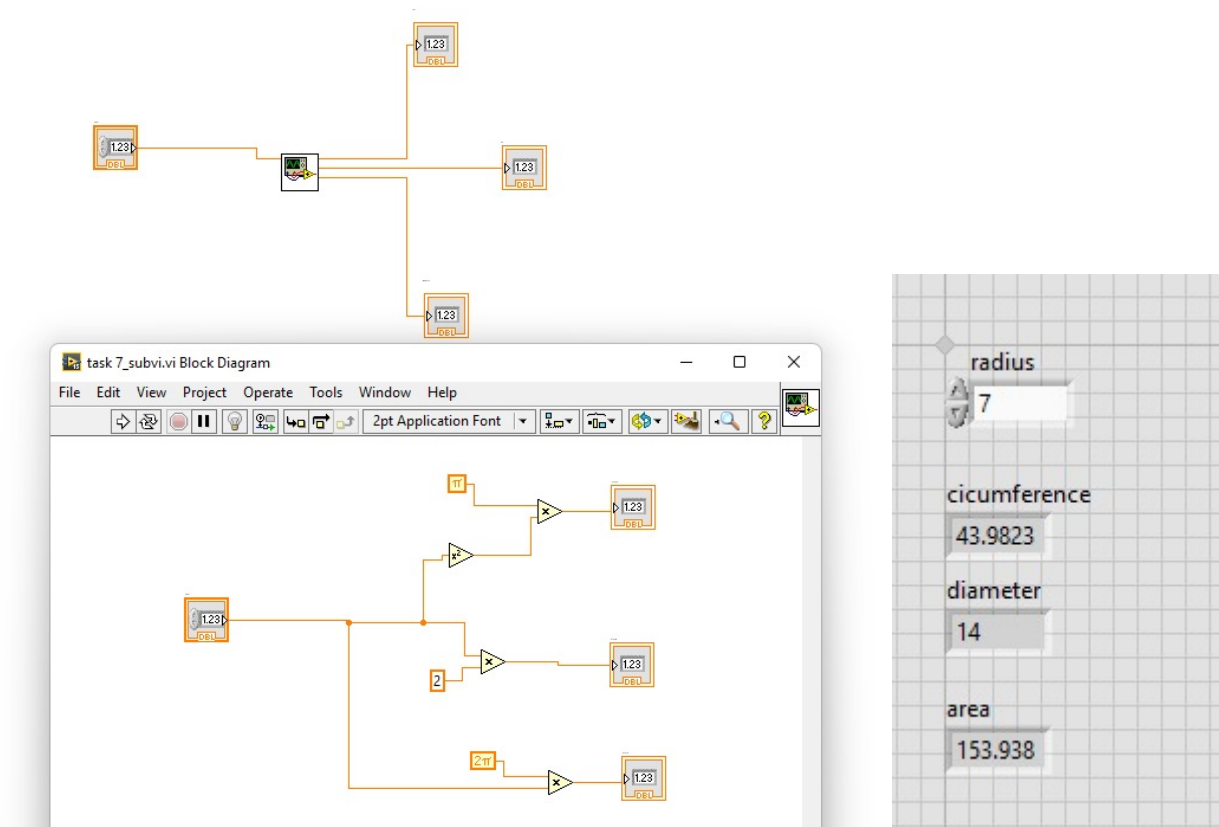 1.23
DBL
1.23
DBL
1.23
DBL
1.23
DBL
task 7_subvi.vi Block Diagram
File Edit View Project Operate Tools Window Help
2pt Application Font
π
1.23
DBL
x²
x
1.23
DBL
x
2
1.23
DBL
2π
x
1.23
DBL
radius
7
cicumference
43.9823
diameter
14
area
153.938